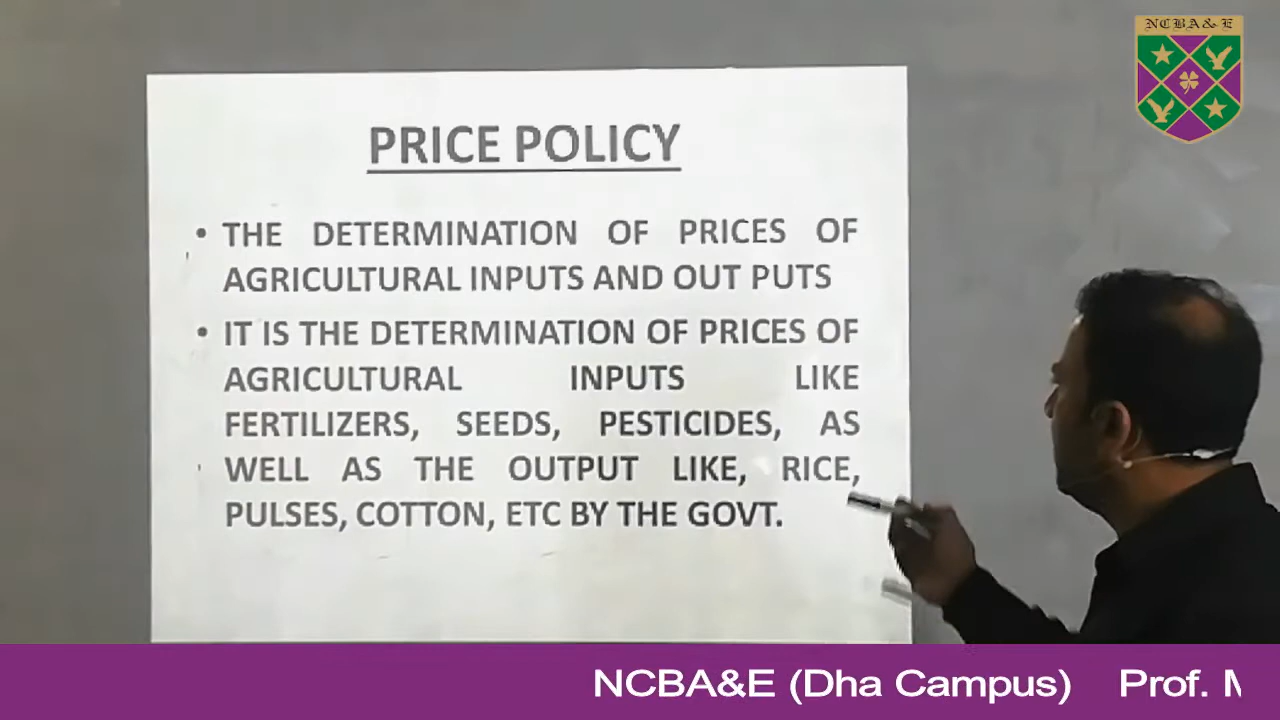 NCBA&E
PRICE POLICY
• THE DETERMINATION OF PRICES OF
AGRICULTURAL INPUTS AND OUT PUTS
• IT IS THE DETERMINATION OF PRICES OF
AGRICULTURAL INPUTS LIKE
FERTILIZERS, SEEDS, PESTICIDES, AS
WELL AS THE OUTPUT LIKE, RICE,
PULSES, COTTON, ETC BY THE GOVT.
NCBA&E (Dha Campus) Prof.